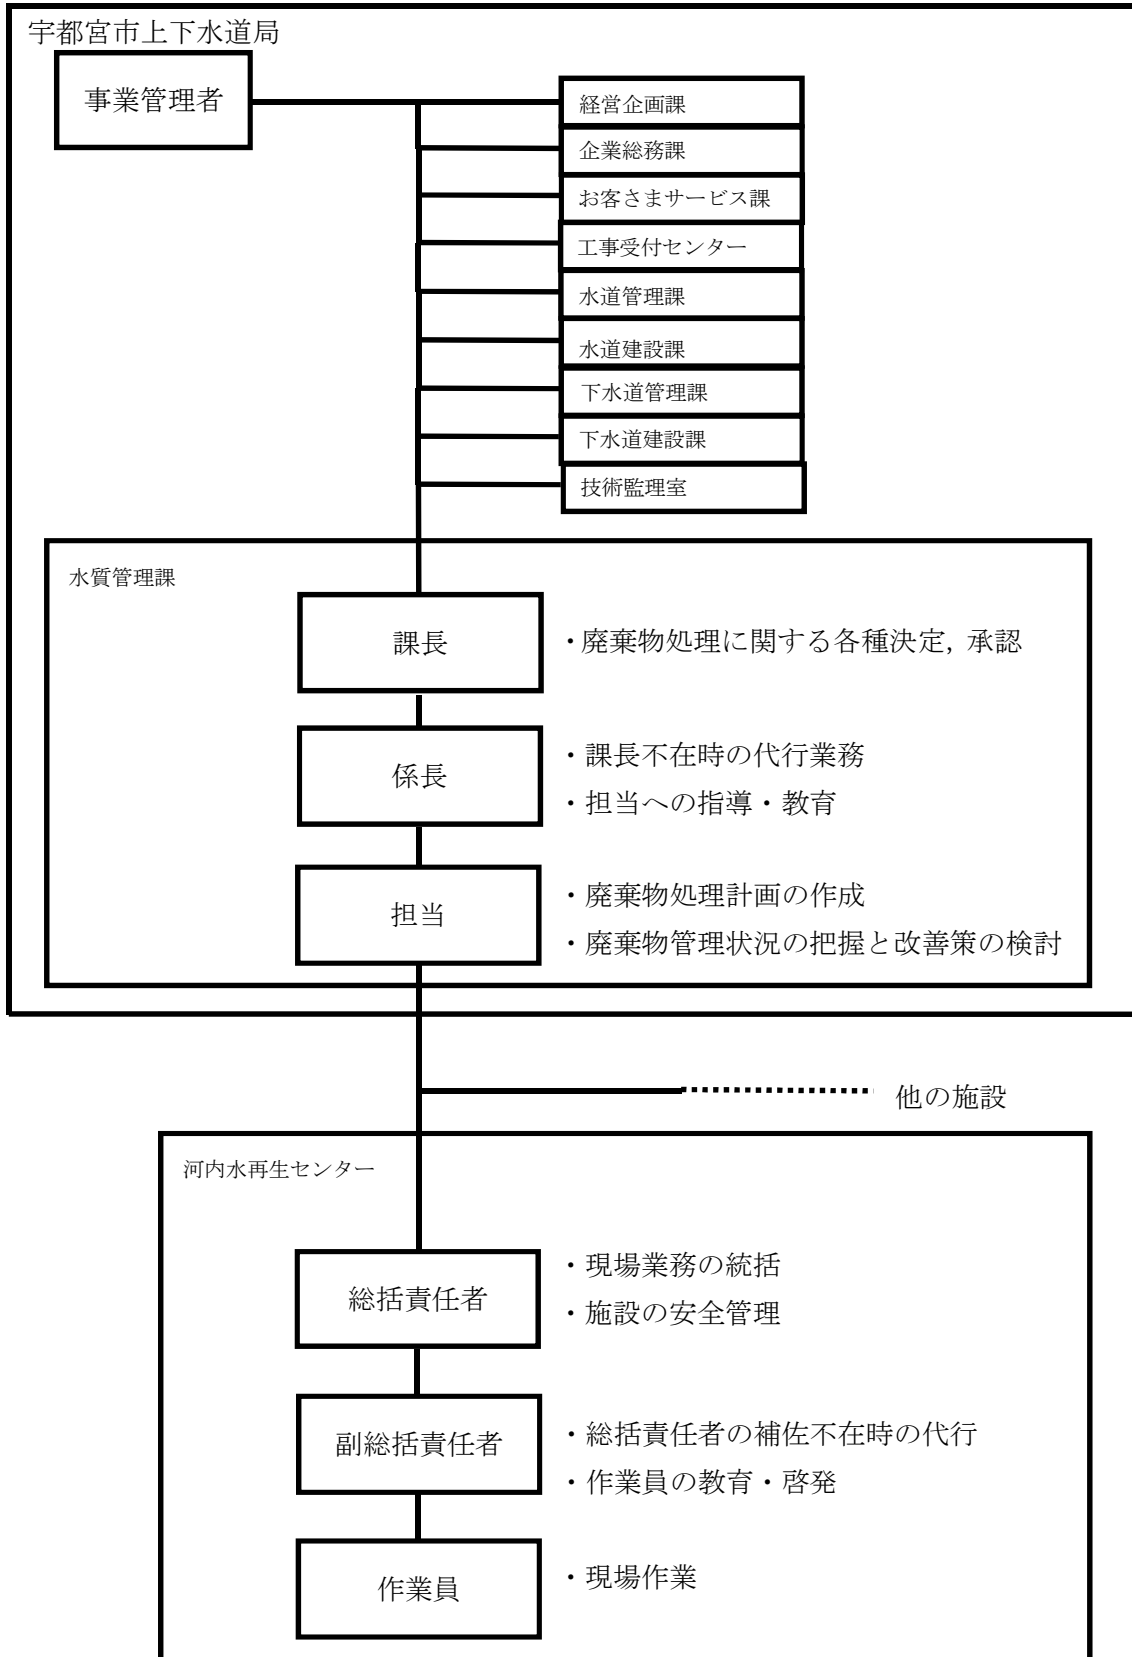 宇都宮市上下水道局
事業管理者
経営企画課
企業総務課
お客さまサービス課
工事受付センター
水道管理課
水道建設課
下水道管理課
下水道建設課
技術監理室
水質管理課
課長
・廃棄物処理に関する各種決定, 承認
係長
・課長不在時の代行業務
・担当への指導・教育
担当
・廃棄物処理計画の作成
・廃棄物管理状況の把握と改善策の検討
他の施設
河内水再生センター
総括責任者
・現場業務の統括
・施設の安全管理
副総括責任者
・総括責任者の補佐不在時の代行
・作業員の教育・啓発
作業員
・現場作業